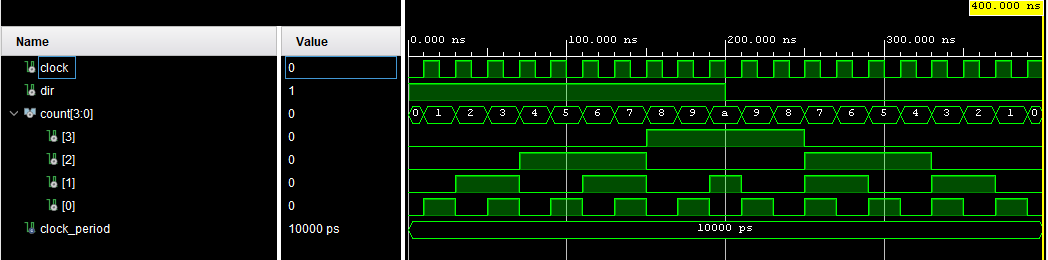 400.000 ns
Name Value
0.000 ns 100.000 ns 200.000 ns 300.000 ns
clock 0
dir 1
count[3:0] 0 0 1 2 3 4 5 6 7 8 9 a 9 8 7 6 5 4 3 2 1 0
[3] 0
[2] 0
[1] 0
[0] 0
clock_period 10000 ps 10000 ps